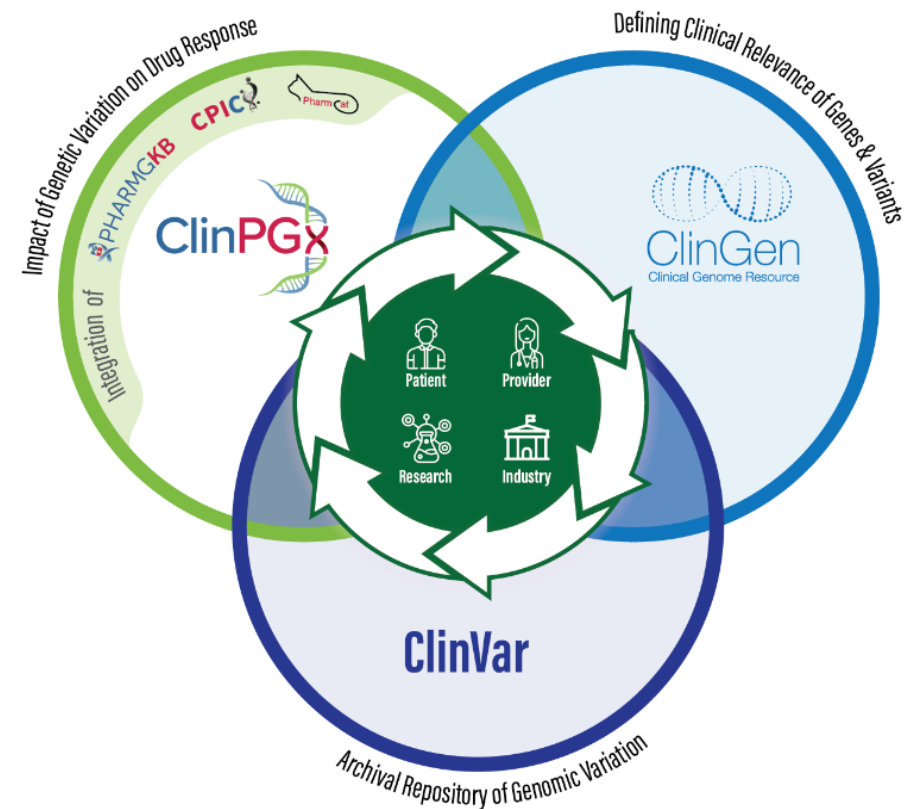 Impact of Genetic Variation on Drug Response
Defining Clinical Relevance of Genes & Variants
Integration of
PHARMGKB
CPIC
PharmCat
ClinPGx
ClinGen
Clinical Genome Resource
Patient
Provider
Research
Industry
ClinVar
Archival Repository of Genomic Variation